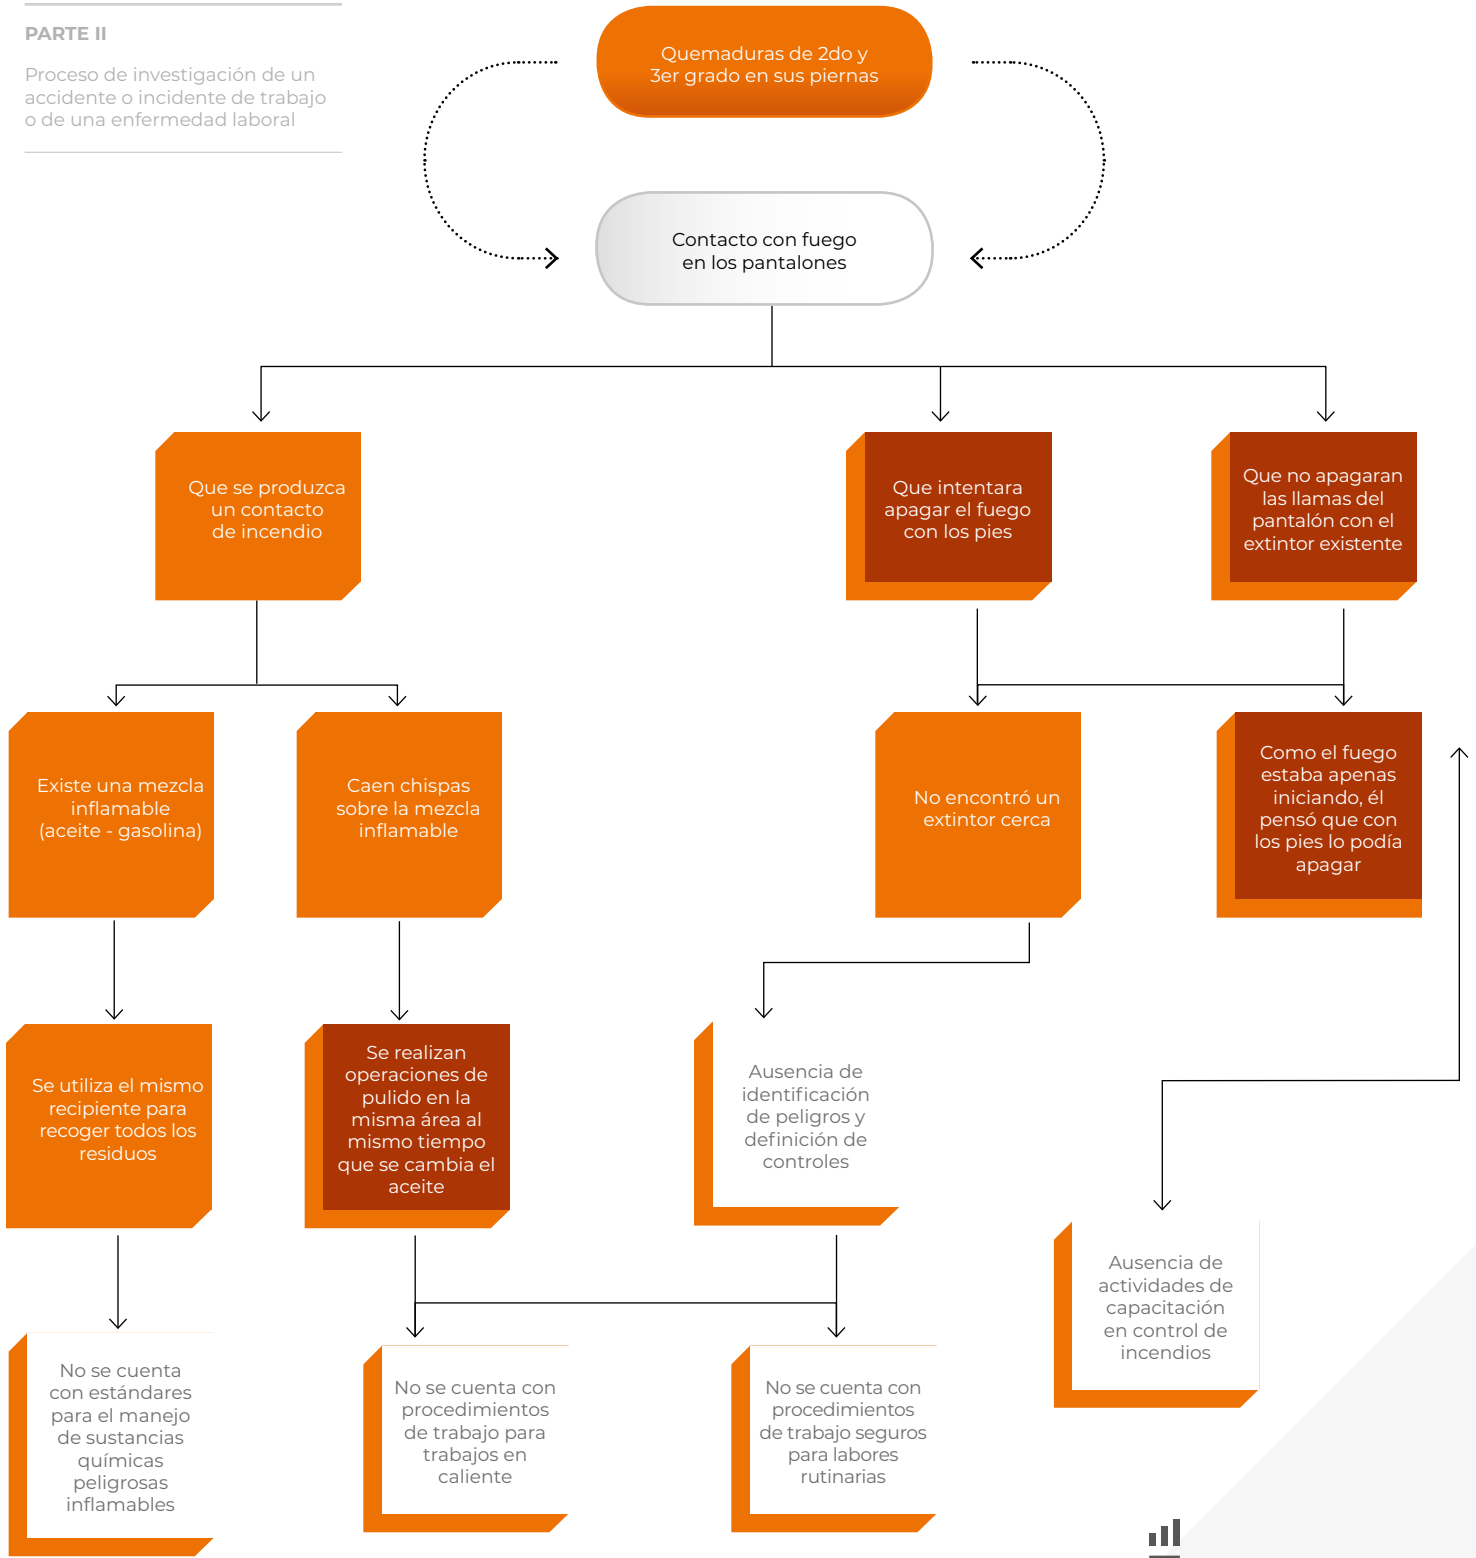 PARTE II
Proceso de investigación de un
accidente o incidente de trabajo
o de una enfermedad laboral
Quemaduras de 2do y
3er grado en sus piernas
Contacto con fuego
en los pantalones
Que se produzca
un contacto
de incendio
Que intentara
apagar el fuego
con los pies
Que no apagaran
las llamas del
pantalón con el
extintor existente
Existe una mezcla
inflamable
(aceite - gasolina)
Caen chispas
sobre la mezcla
inflamable
No encontró un
extintor cerca
Como el fuego
estaba apenas
iniciando, él
pensó que con
los pies lo podía
apagar
Se utiliza el mismo
recipiente para
recoger todos los
residuos
Se realizan
operaciones de
pulido en la
misma área al
mismo tiempo
que se cambia el
aceite
Ausencia de
identificación
de peligros y
definición de
controles
Ausencia de
actividades de
capacitación
en control de
incendios
No se cuenta
con estándares
para el manejo
de sustancias
químicas
peligrosas
inflamables
No se cuenta con
procedimientos
de trabajo para
trabajos en
caliente
No se cuenta con
procedimientos
de trabajo seguros
para labores
rutinarias